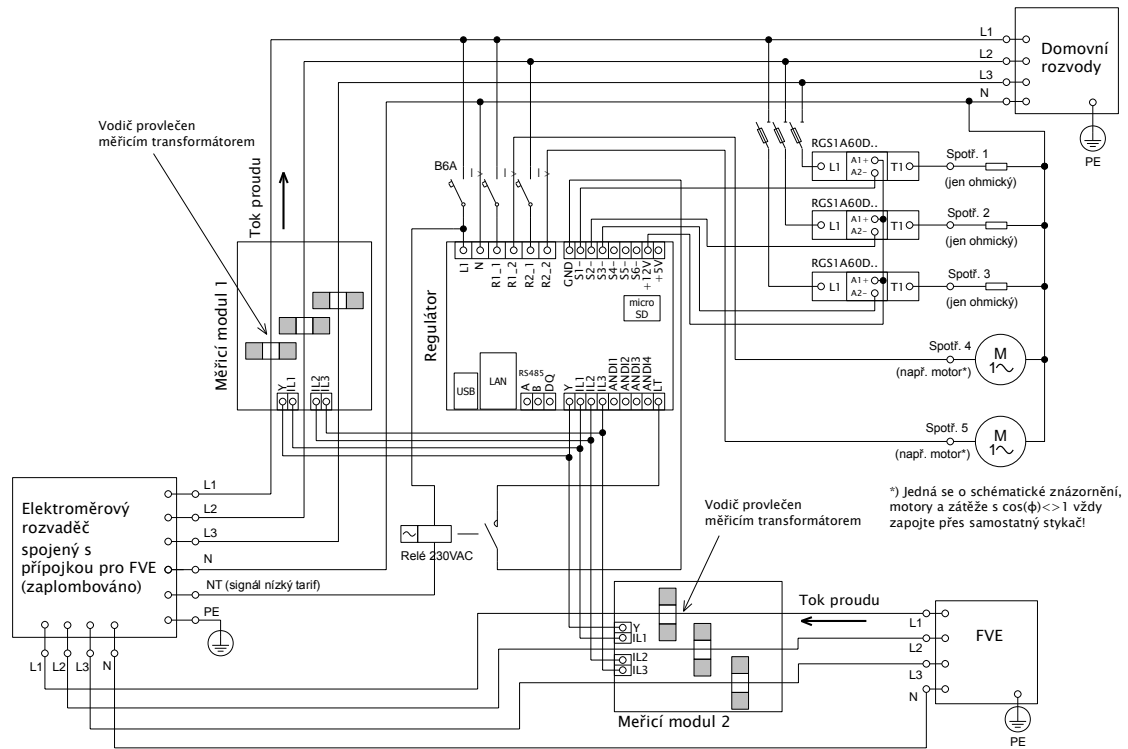 L1
L2
L3
N
Domovní
rozvody
PE
Vodič provlečen
měřicím transformátorem
Tok proudu
Měřicí modul 1
Y
IL1
IL2
IL3
B6A
I >
I >
I >
L1
N
R1_1
R1_2
R2_1
R2_2
GND
S1-
S2-
S3-
S4-
S5-
S6-
+12V
+5V
Regulátor
micro
SD
USB
LAN
RS485
A
B
DQ
Y
IL1
IL2
IL3
ANDI1
ANDI2
ANDI3
ANDI4
LT
RGS1A60D..
L1
A1+
A2-
T1
Spotř. 1
(jen ohmický)
RGS1A60D..
L1
A1+
A2-
T1
Spotř. 2
(jen ohmický)
RGS1A60D..
L1
A1+
A2-
T1
Spotř. 3
(jen ohmický)
Spotř. 4
(např. motor*)
M
1
Spotř. 5
(např. motor*)
M
1
*) Jedná se o schématické znázornění,
motory a zátěže s cos(ϕ)<>1 vždy
zapojte přes samostatný stykač!
Elektroměrový
rozvaděč
spojený s
přípojkou pro FVE
(zaplombováno)
L1
L2
L3
N
NT (signál nízký tarif)
PE
L1
L2
L3
N
Relé 230VAC
Vodič provlečen
měřicím transformátorem
Y
IL1
IL2
IL3
Meřicí modul 2
Tok proudu
L1
L2
L3
N
FVE
PE